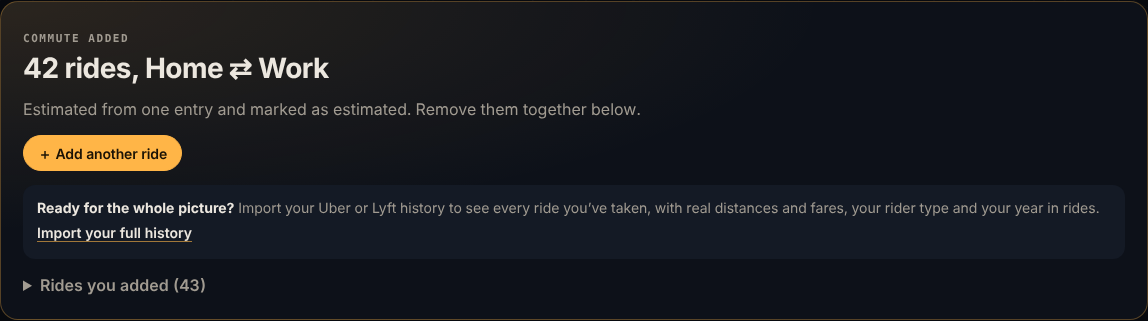 COMMUTE ADDED
42 rides, Home ⇄ Work
Estimated from one entry and marked as estimated. Remove them together below.
+ Add another ride
Ready for the whole picture? Import your Uber or Lyft history to see every ride you’ve taken, with real distances and fares, your rider type and your year in rides.
Import your full history
▶ Rides you added (43)